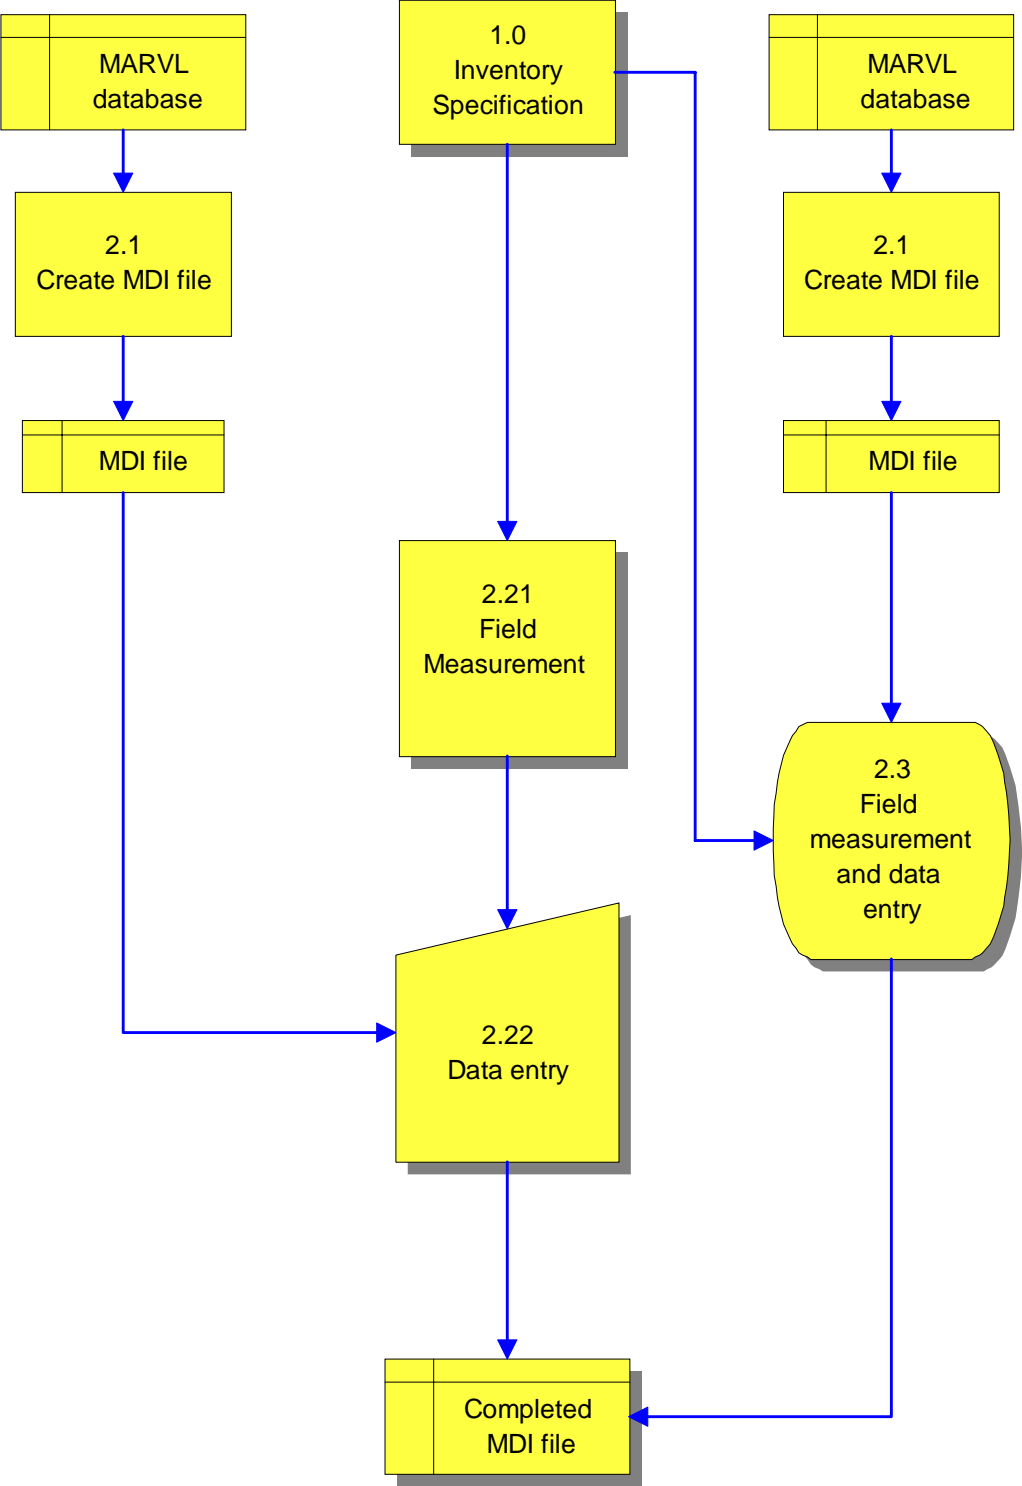 MARVL
database
1.0
Inventory
Specification
MARVL
database
2.1
Create MDI file
2.1
Create MDI file
MDI file
MDI file
2.21
Field
Measurement
2.3
Field
measurement
and data
entry
2.22
Data entry
Completed
MDI file